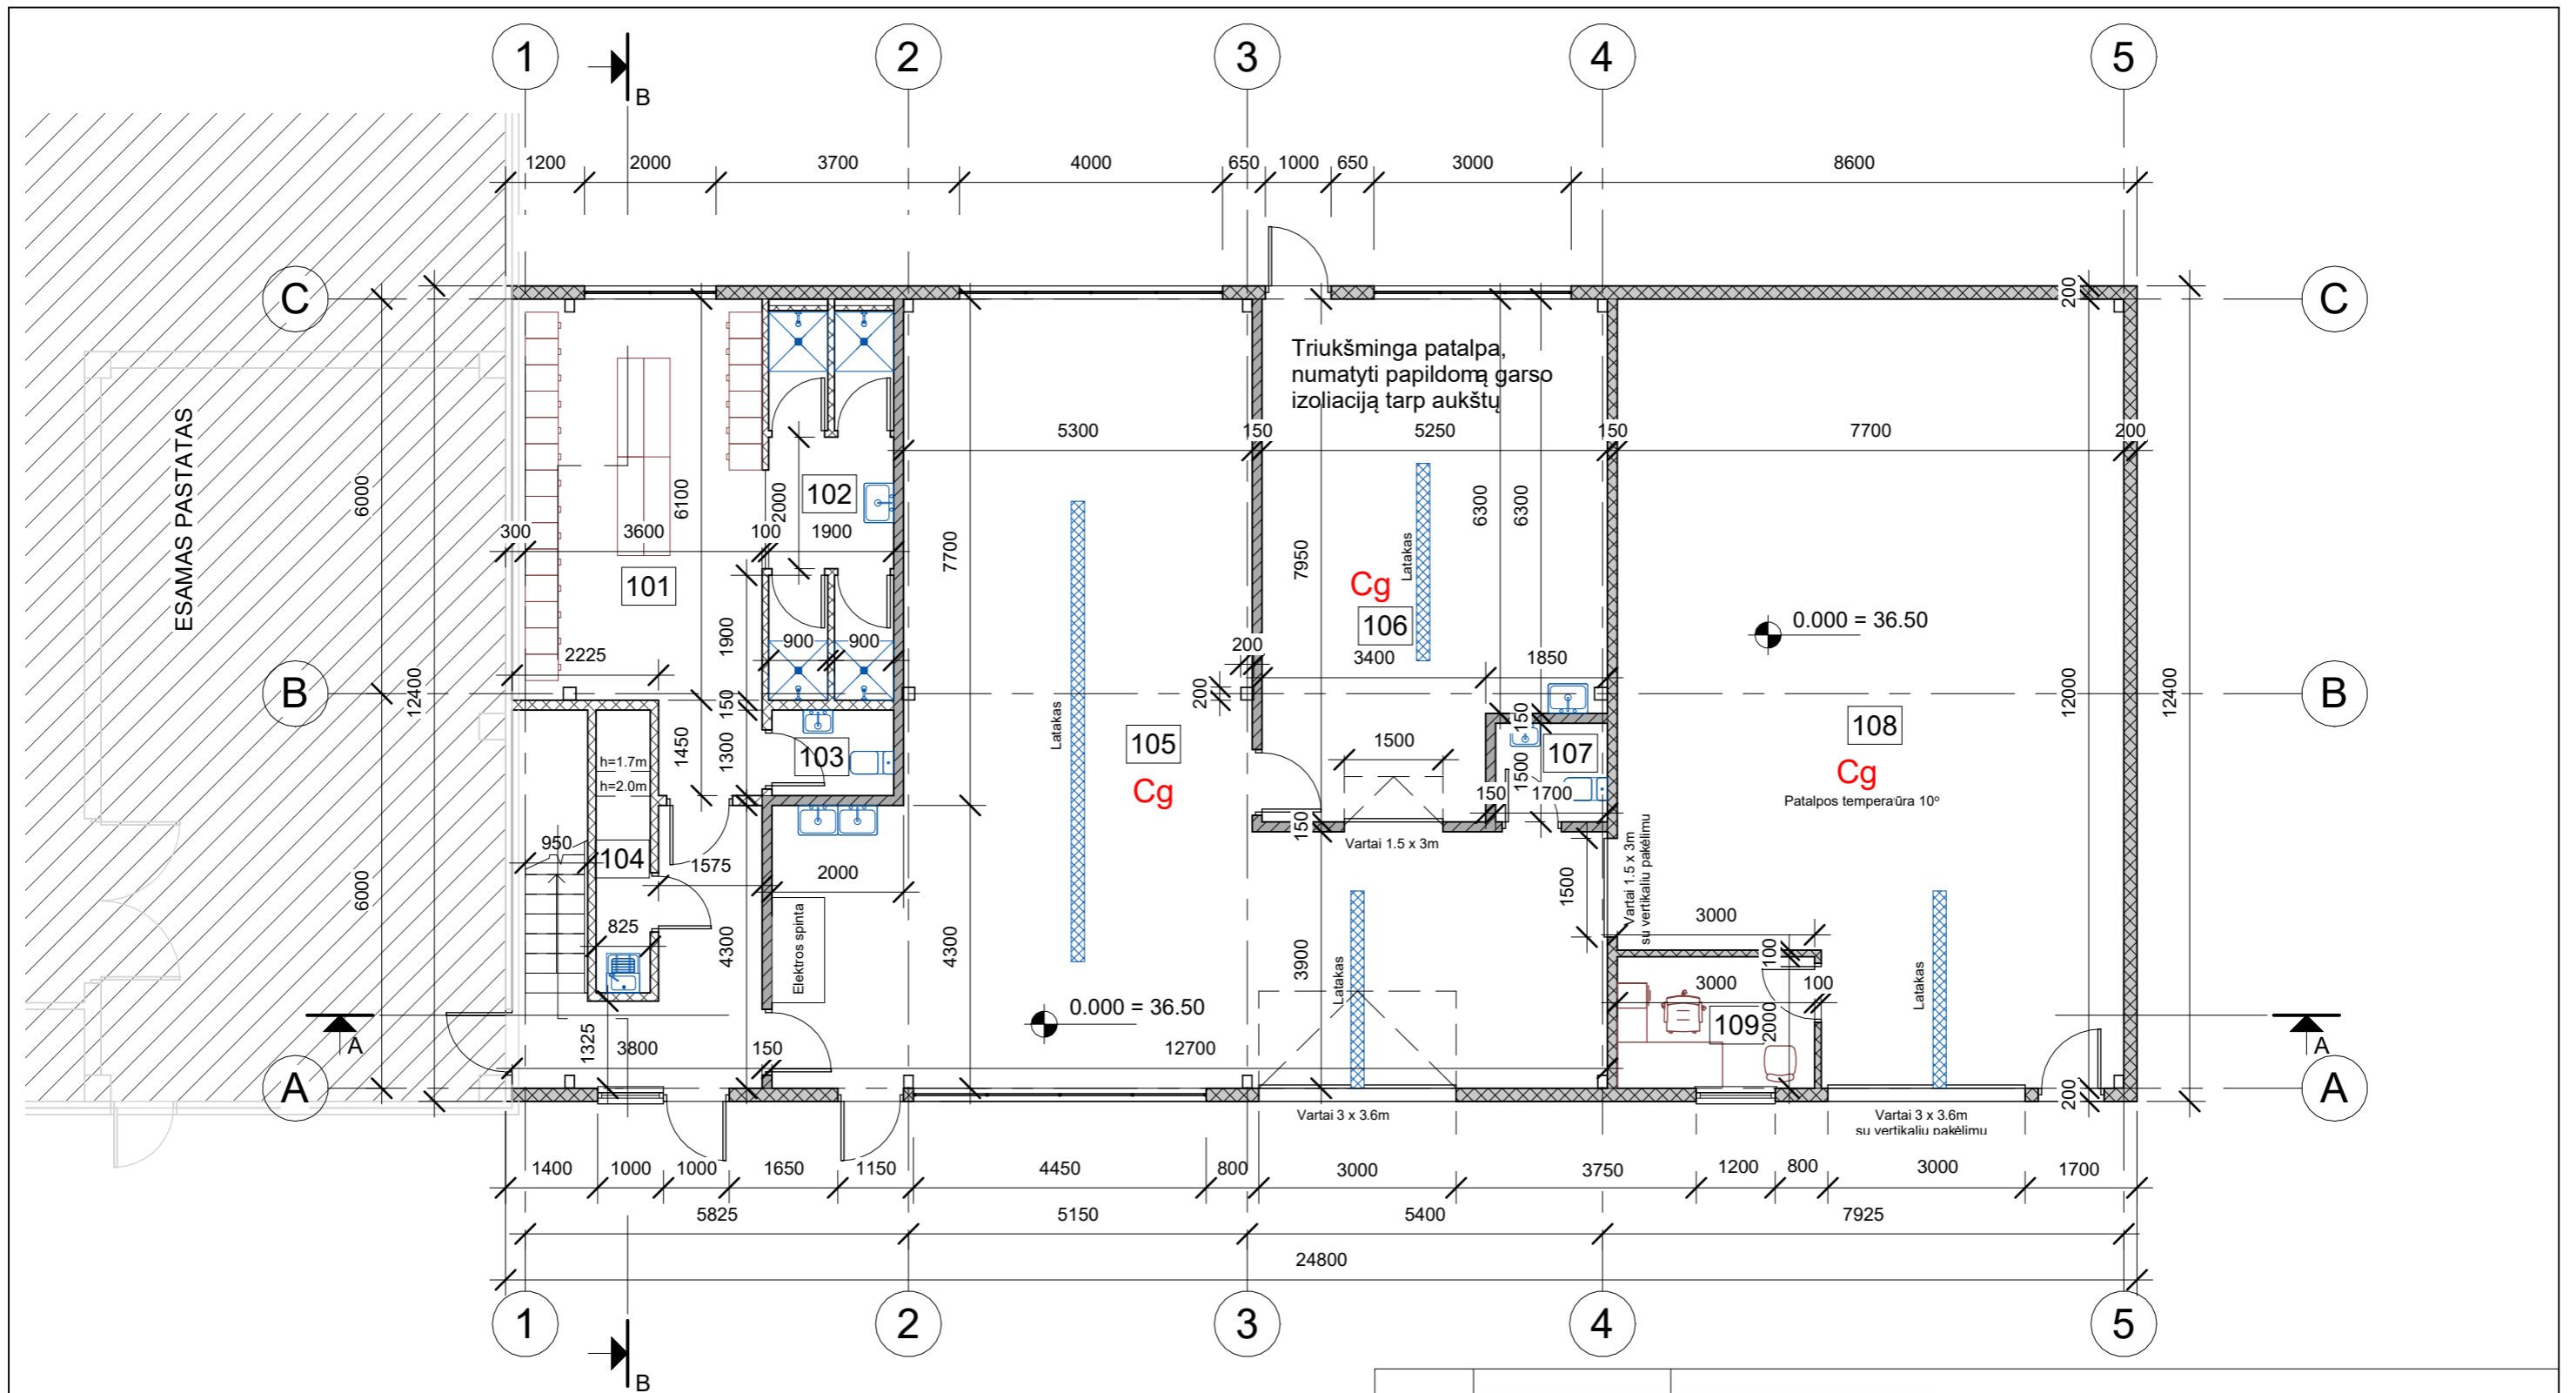 1 2 3 4 5
B
1200 2000 3700 4000 650 1000 650 3000 8600
C C
200
ESAMAS PASTATAS
Triukšminga patalpa,
numatyti papildomą garso
izoliaciją tarp aukštų
5300 150 5250 150 7700 200
6000 12400
300 3600 100 1900
6100 2000
102
101
7700
7950 6300 6300
Latakas
Cg
106
0.000 = 36.50
12000 12400
1900
900 900
2225
200
3400 1850
200
B B
150
1450 1300
103
h=1.7m
h=2.0m
Latakas
105
Cg
1500
150
107
1500
150 1700
150
Vartai 1.5 x 3m
108
Cg
Patalpos temperatūra 10º
6000
950
104
1575
2000
825
4300
Elektros spinta
4300
3900
Latakas
1500
Vartai 1.5 x 3m
su vertikaliu pakėlimu
3000
100
3000 100
109
2000
Latakas
0.000 = 36.50
A A
1325
3800 150 12700
A A
200
Vartai 3 x 3.6m
Vartai 3 x 3.6m
su vertikaliu pakėlimu
1400 1000 1000 1650 1150 4450 800 3000 3750 1200 800 3000 1700
5825 5150 5400 7925
24800
1 2 3 4 5
B